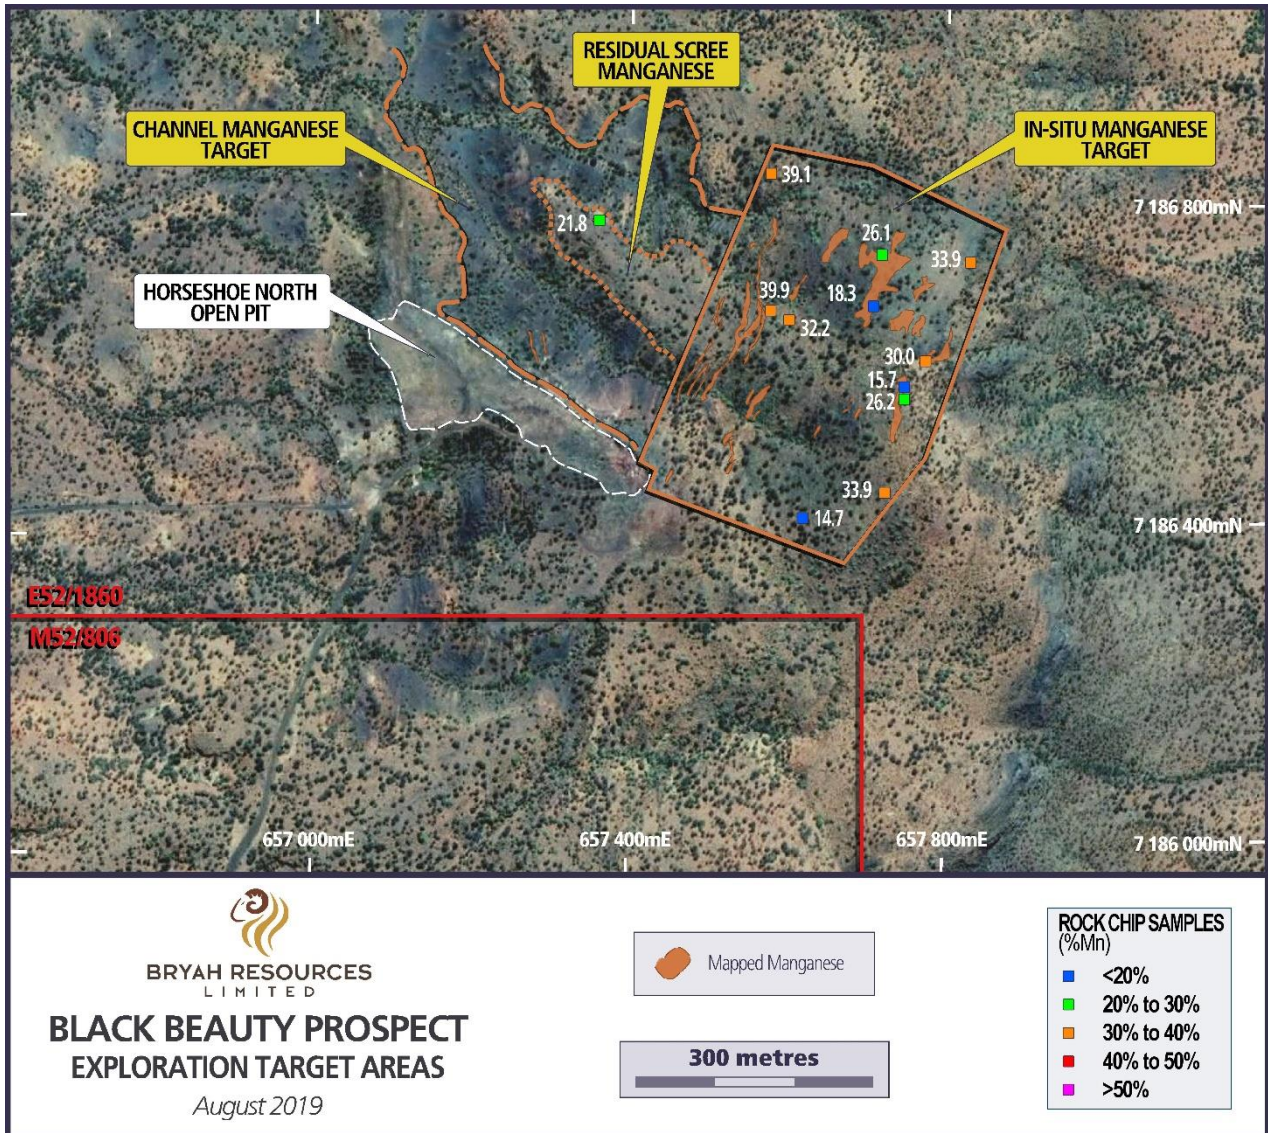 RESIDUAL SCREE
MANGANESE
CHANNEL MANGANESE
TARGET
IN-SITU MANGANESE
TARGET
39.1
7 186 800mN
21.8
26.1
33.9
HORSESHOE NORTH
OPEN PIT
39.9
18.3
32.2
30.0
15.7
26.2
33.9
14.7
7 186 400mN
E52/1860
M52/806
657 000mE
657 400mE
657 800mE
7 186 000mN
BRYAH RESOURCES
LIMITED
BLACK BEAUTY PROSPECT
EXPLORATION TARGET AREAS
August 2019
Mapped Manganese
300 metres
ROCK CHIP SAMPLES
(%Mn)
<20%
20% to 30%
30% to 40%
40% to 50%
>50%